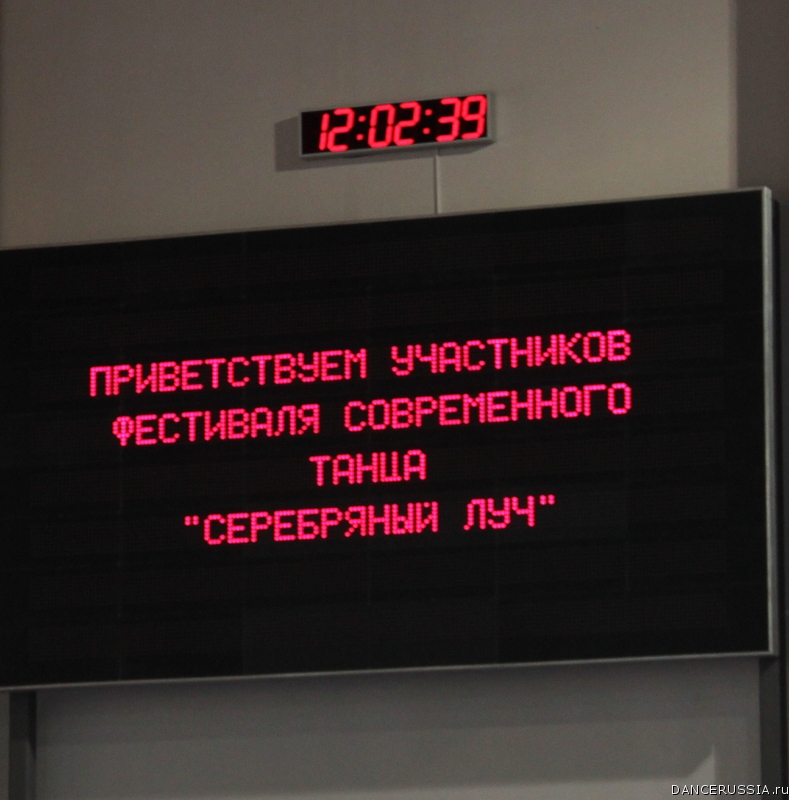 12:02:39
ПРИВЕТСТВУЕМ УЧАСТНИКОВ
ФЕСТИВАЛЯ СОВРЕМЕННОГО
ТАНЦА
"СЕРЕБРЯНЫЙ ЛУЧ"
DANCERUSSIA.ru